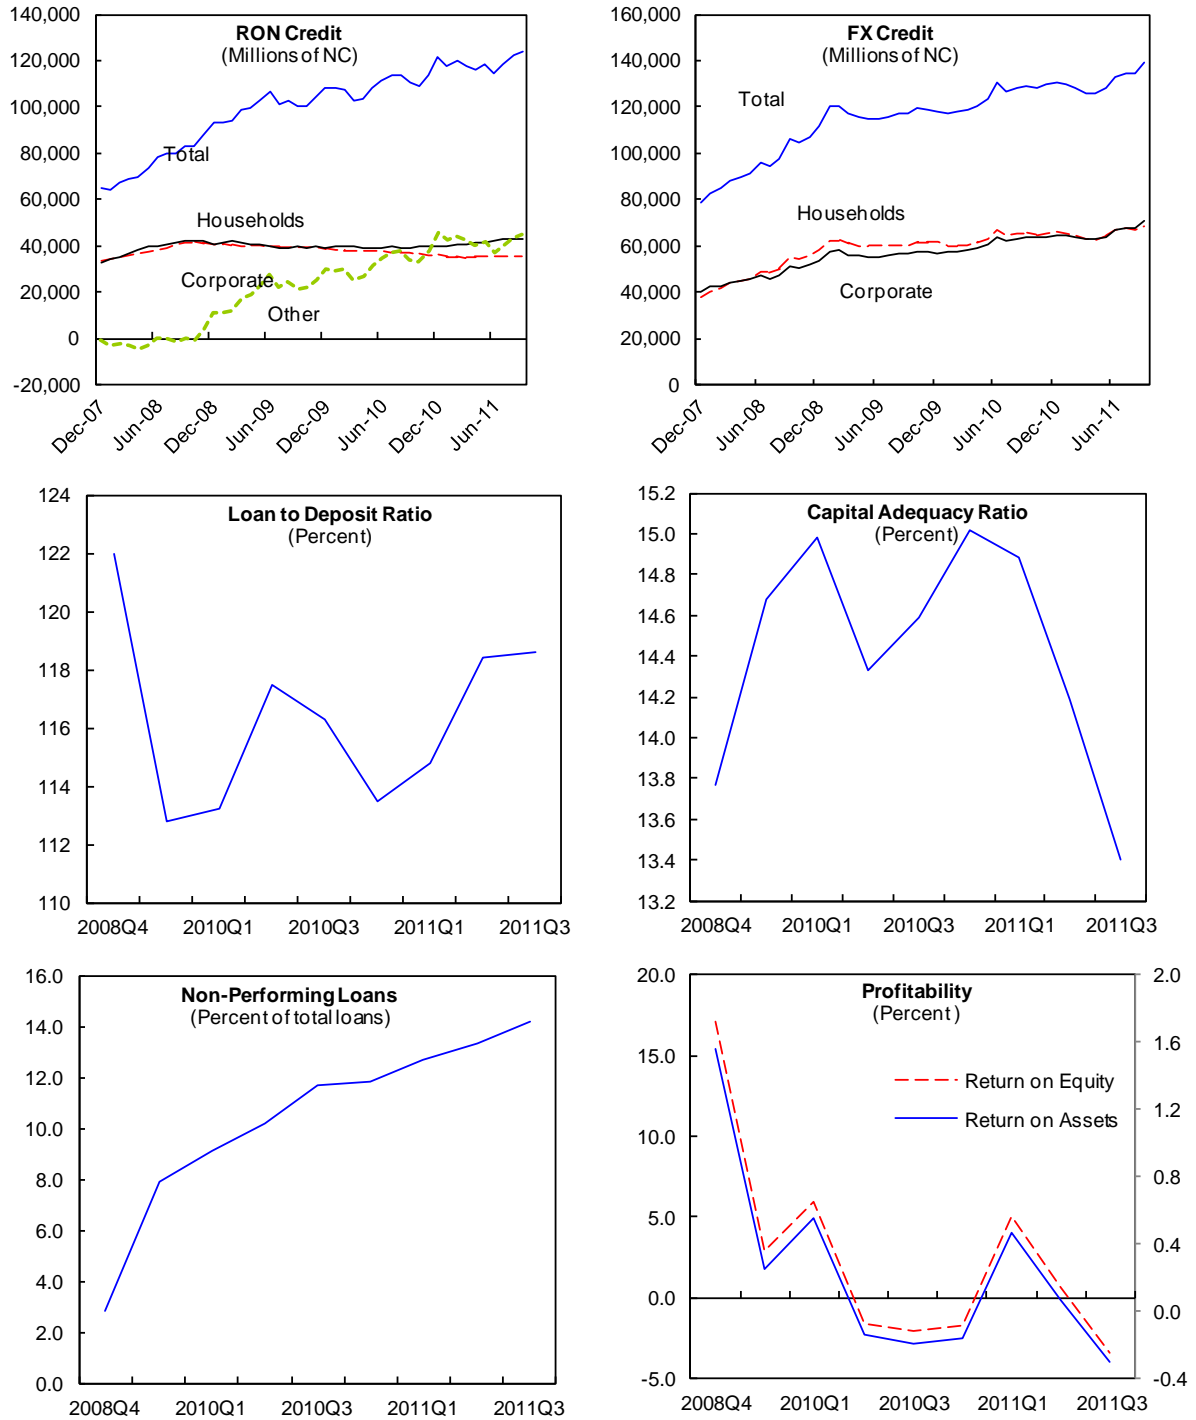 RON Credit
(Millions of NC)
140,000
120,000
100,000
80,000
60,000
40,000
20,000
0
-20,000
Total
Households
Corporate
Other
Dec-07
Jun-08
Dec-08
Jun-09
Dec-09
Jun-10
Dec-10
Jun-11
FX Credit
(Millions of NC)
160,000
140,000
120,000
100,000
80,000
60,000
40,000
20,000
0
Total
Households
Corporate
Dec-07
Jun-08
Dec-08
Jun-09
Dec-09
Jun-10
Dec-10
Jun-11
Loan to Deposit Ratio
(Percent)
124
122
120
118
116
114
112
110
2008Q4
2010Q1
2010Q3
2011Q1
2011Q3
Capital Adequacy Ratio
(Percent)
15.2
15.0
14.8
14.6
14.4
14.2
14.0
13.8
13.6
13.4
13.2
2008Q4
2010Q1
2010Q3
2011Q1
2011Q3
Non-Performing Loans
(Percent of total loans)
16.0
14.0
12.0
10.0
8.0
6.0
4.0
2.0
0.0
2008Q4
2010Q1
2010Q3
2011Q1
2011Q3
Profitability
(Percent )
20.0
15.0
10.0
5.0
0.0
-5.0
Return on Equity
Return on Assets
2.0
1.6
1.2
0.8
0.4
0.0
-0.4
2008Q4
2010Q1
2010Q3
2011Q1
2011Q3